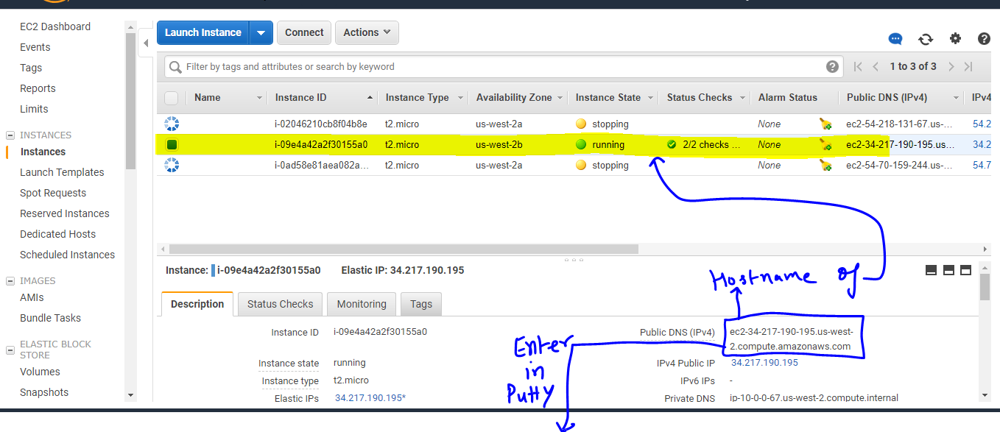 Launch Instance Connect Actions
Filter by tags and attributes or search by keyword 1 to 3 of 3
Name Instance ID Instance Type Availability Zone Instance State Status Checks Alarm Status Public DNS (IPv4) IPv4
i-02046210cb8f04b8e t2.micro us-west-2a stopping None ec2-54-218-131-67.us-... 54.2
i-09e4a42a2f30155a0 t2.micro us-west-2b running 2/2 checks ... None ec2-34-217-190-195.us... 34.2
i-0ad58e81aea082a... t2.micro us-west-2a stopping None ec2-54-70-159-244.us-... 54.7
EC2 Dashboard
Events
Tags
Reports
Limits
INSTANCES
Instances
Launch Templates
Spot Requests
Reserved Instances
Dedicated Hosts
Scheduled Instances
IMAGES
AMIs
Bundle Tasks
ELASTIC BLOCK
STORE
Volumes
Snapshots
Instance: i-09e4a42a2f30155a0 Elastic IP: 34.217.190.195
Hostname of
Description Status Checks Monitoring Tags
Instance ID i-09e4a42a2f30155a0
Instance state running
Instance type t2.micro
Elastic IPs 34.217.190.195*
Public DNS (IPv4) ec2-34-217-190-195.us-west-
2.compute.amazonaws.com
IPv4 Public IP 34.217.190.195
IPv6 IPs -
Private DNS ip-10-0-0-67.us-west-2.compute.internal
Enter
in
Putty